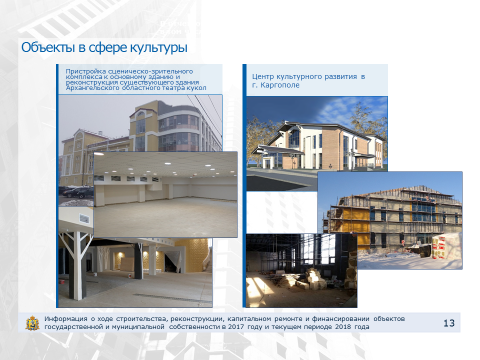 Объекты в сфере культуры
Пристройка сценическо-зрительного
комплекса к основному зданию и
реконструкция существующего здания
Архангельского областного театра кукол
Центр культурного развития в
г. Каргополе
Информация о ходе строительства, реконструкции, капитальном ремонте и финансировании объектов
государственной и муниципальной собственности в 2017 году и текущем периоде 2018 года
13